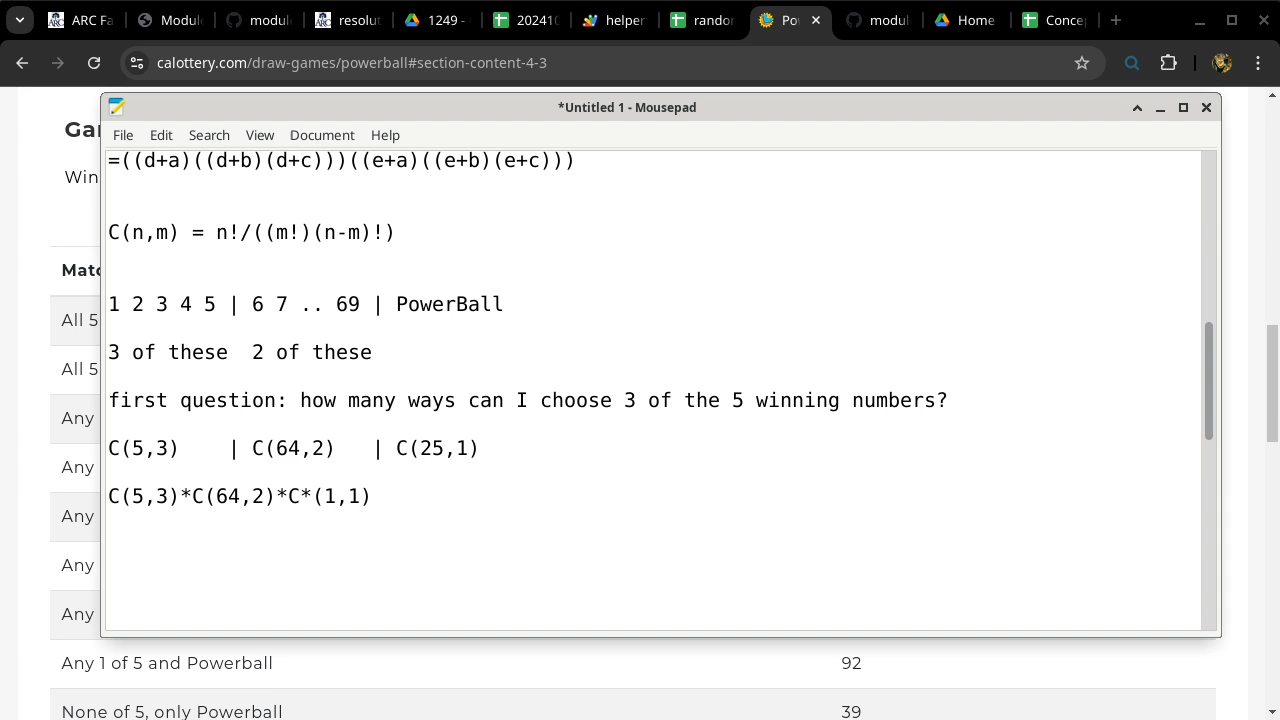 ARC Fa
Modul
modul
resolut
1249 -
20241
helper
randor
Po
modul
Home
Conce
calottery.com/draw-games/powerball#section-content-4-3
*Untitled 1 - Mousepad
File Edit Search View Document Help
=((d+a)((d+b)(d+c)))((e+a)((e+b)(e+c)))
C(n,m) = n!/((m!)(n-m)!)
1 2 3 4 5 | 6 7 .. 69 | PowerBall
3 of these  2 of these
first question: how many ways can I choose 3 of the 5 winning numbers?
C(5,3)    | C(64,2)   | C(25,1)
C(5,3)*C(64,2)*C*(1,1)
Win
All 5
All 5
Any
Any
Any
Any
Any
Any 1 of 5 and Powerball 92
None of 5, only Powerball 39